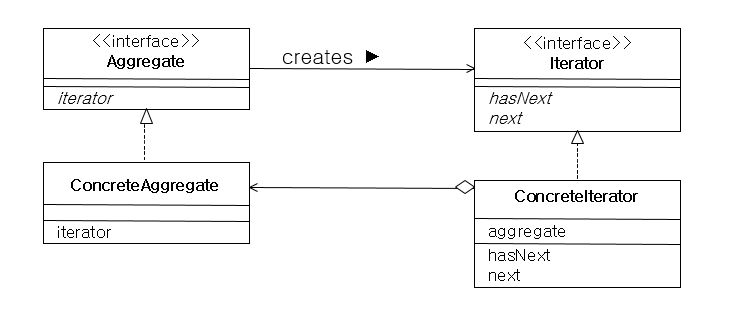 <<interface>>
Aggregate
iterator
creates ▶
<<interface>>
Iterator
hasNext
next
ConcreteAggregate
iterator
ConcreteIterator
aggregate
hasNext
next